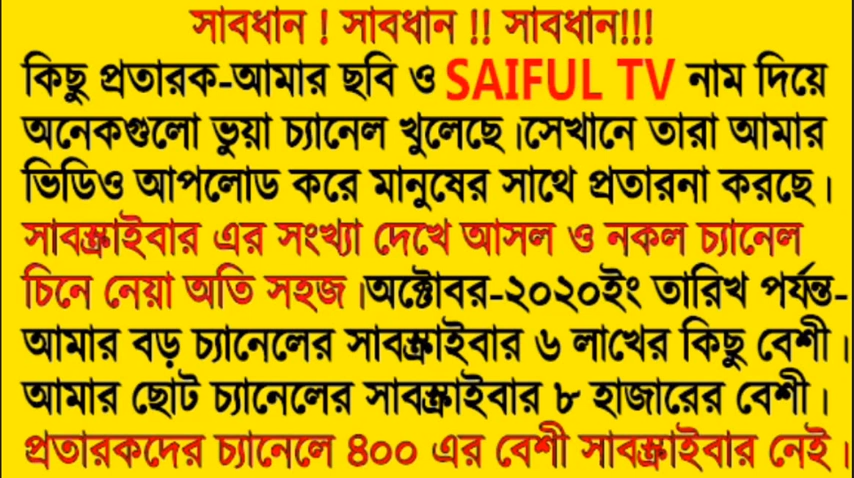 সাবধান ! সাবধান !! সাবধান!!!
কিছু প্রতারক-আমার ছবি ও SAIFUL TV নাম দিয়ে
অনেকগুলো ভুয়া চ্যানেল খুলেছে।সেখানে তারা আমার
ভিডিও আপলোড করে মানুষের সাথে প্রতারনা করছে।
সাবস্ক্রাইবার এর সংখ্যা দেখে আসল ও নকল চ্যানেল
চিনে নেয়া অতি সহজ।অক্টোবর-২০২০ইং তারিখ পর্যন্ত-
আমার বড় চ্যানেলের সাবস্ক্রাইবার ৬ লাখের কিছু বেশী।
আমার ছোট চ্যানেলের সাবস্ক্রাইবার ৮ হাজারের বেশী।
প্রতারকদের চ্যানেলে ৪০০ এর বেশী সাবস্ক্রাইবার নেই।